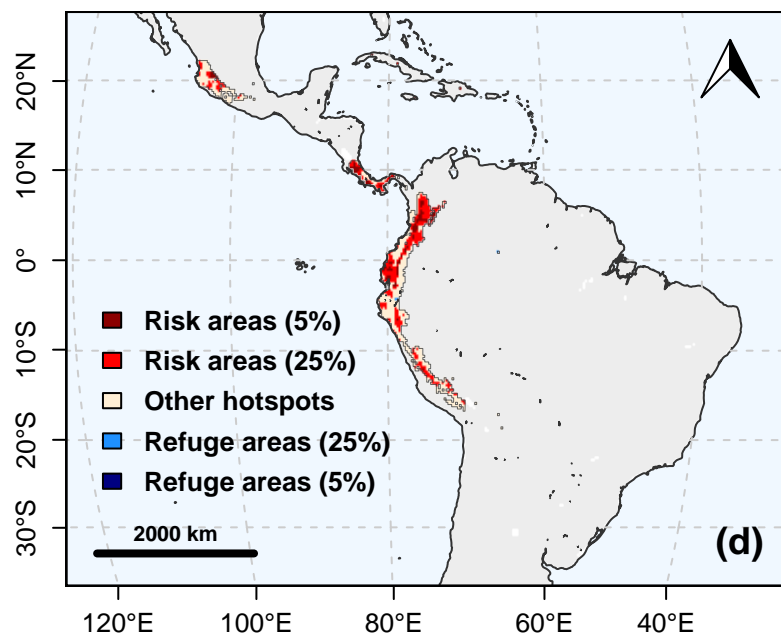 20°N
10°N
0°
10°S
20°S
30°S
Risk areas (5%)
Risk areas (25%)
Other hotspots
Refuge areas (25%)
Refuge areas (5%)
2000 km
(d)
120°E
100°E
80°E
60°E
40°E